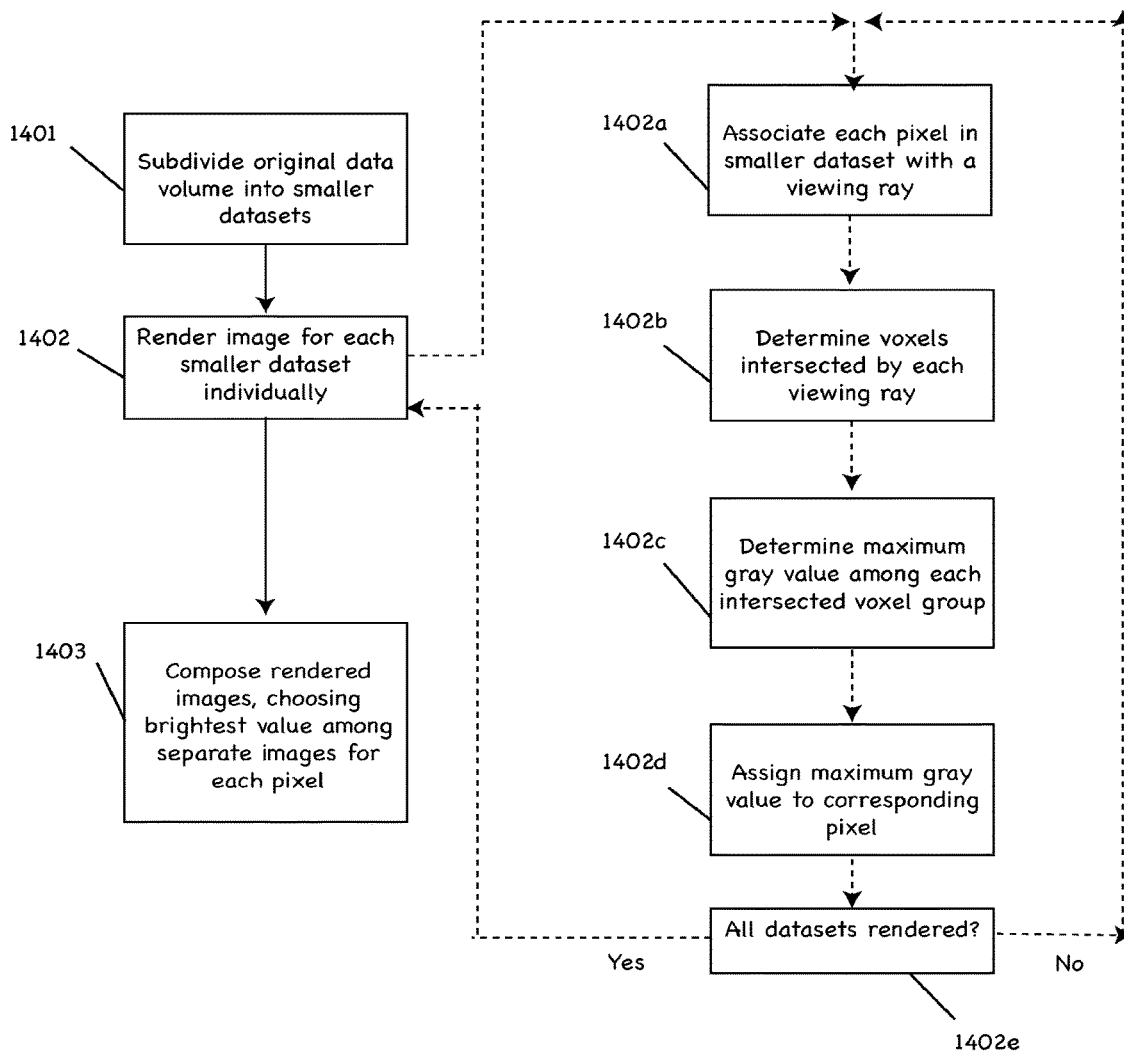 1401
Subdivide original data
volume into smaller
datasets
1402
Render image for each
smaller dataset
individually
1403
Compose rendered
images, choosing
brightest value among
separate images for
each pixel
1402a
Associate each pixel in
smaller dataset with a
viewing ray
1402b
Determine voxels
intersected by each
viewing ray
1402c
Determine maximum
gray value among each
intersected voxel group
1402d
Assign maximum gray
value to corresponding
pixel
All datasets rendered?
Yes
No
1402e